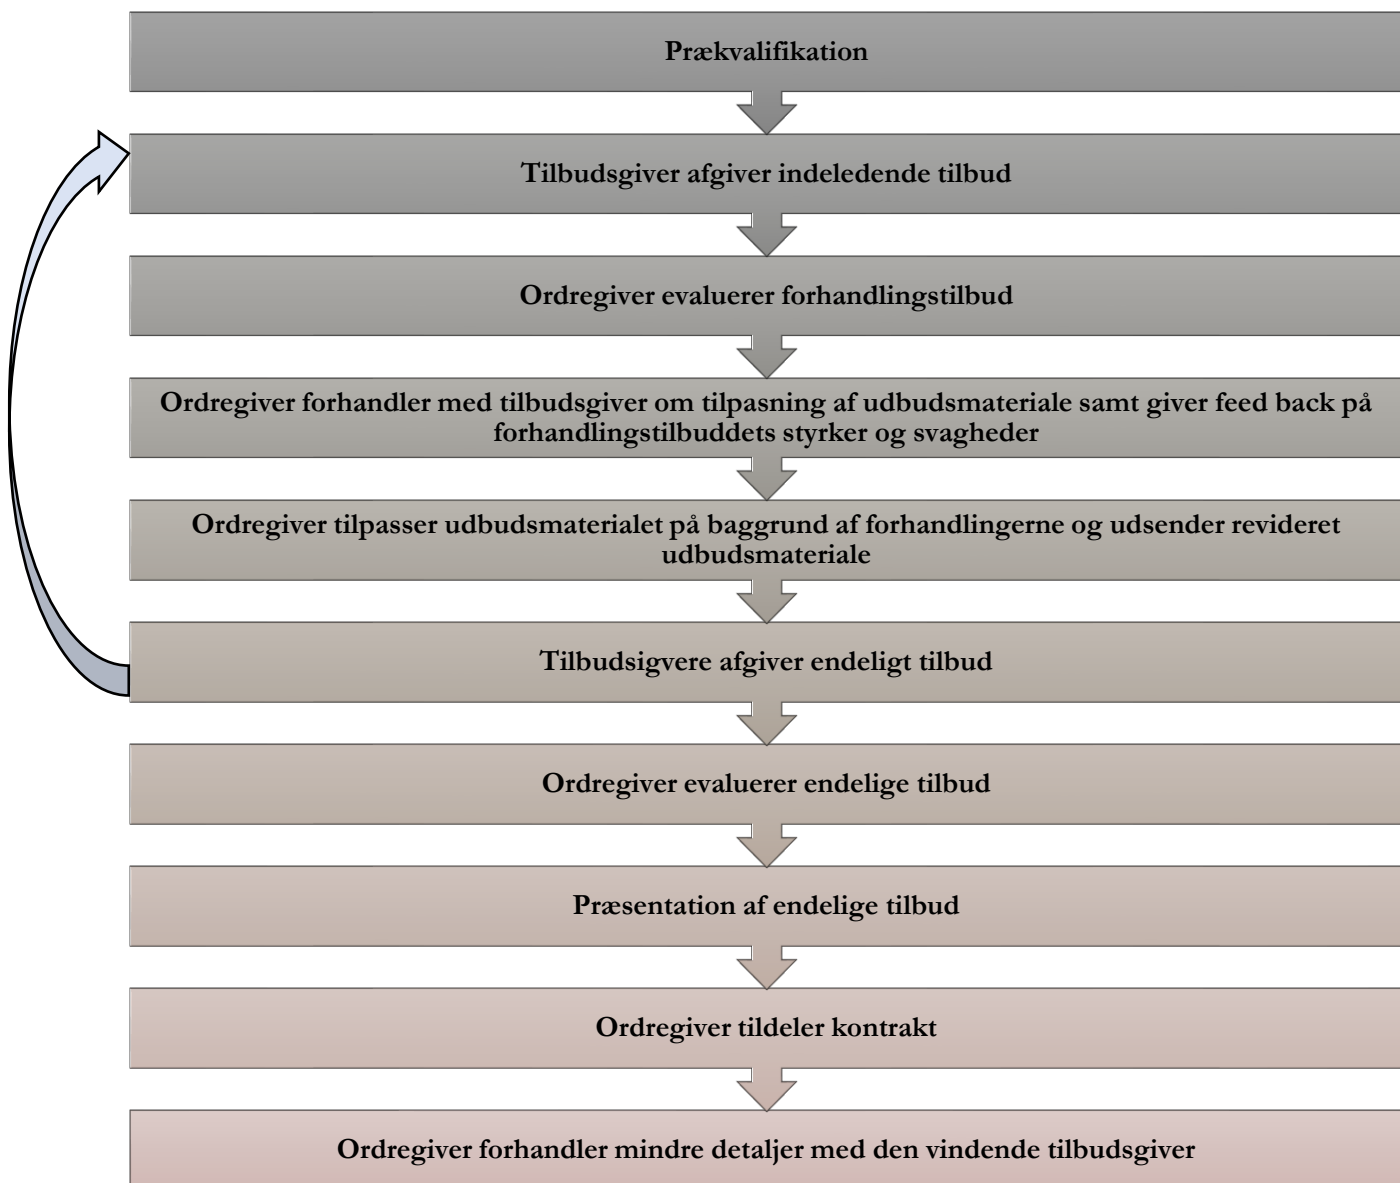 Prækvalifikation
Tilbudsgiver afgiver indeledende tilbud
Ordregiver evaluerer forhandlingstilbud
Ordregiver forhandler med tilbudsgiver om tilpasning af udbudsmateriale samt giver feed back på
forhandlingstilbuddets styrker og svagheder
Ordregiver tilpasser udbudsmaterialet på baggrund af forhandlingerne og udsender revideret
udbudsmateriale
Tilbudsigvere afgiver endeligt tilbud
Ordregiver evaluerer endelige tilbud
Præsentation af endelige tilbud
Ordregiver tildeler kontrakt
Ordregiver forhandler mindre detaljer med den vindende tilbudsgiver